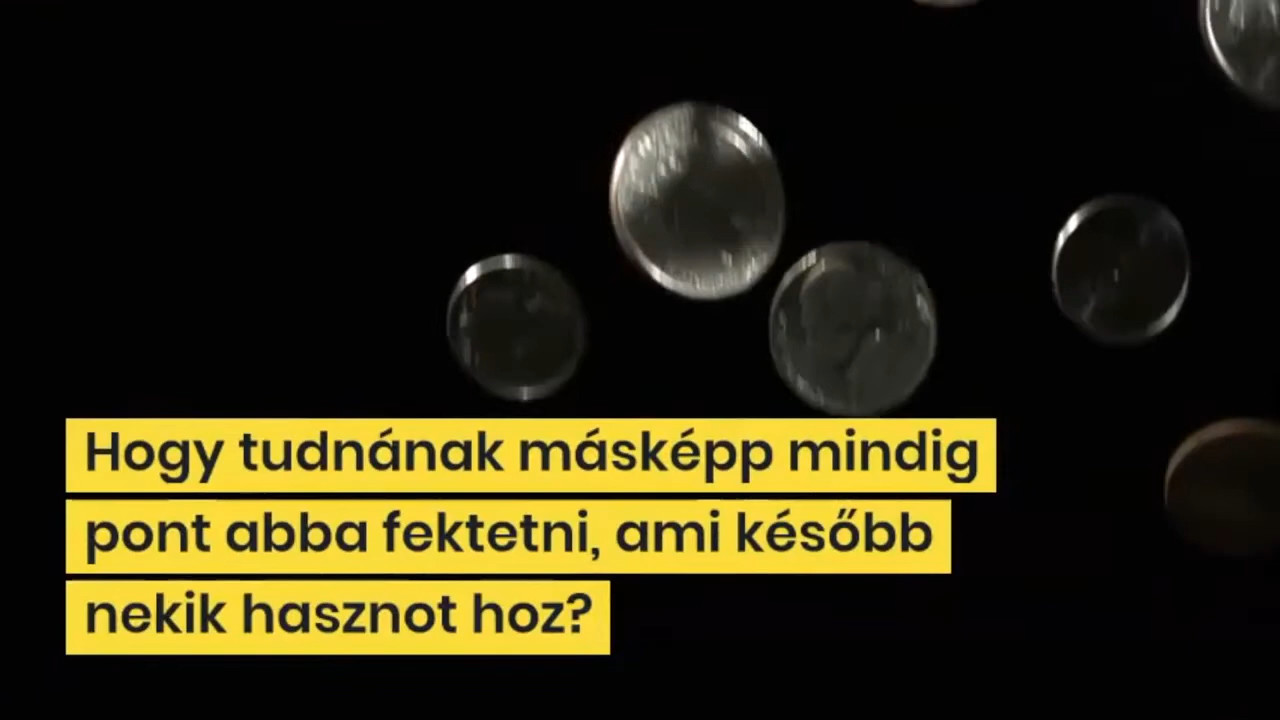 Hogy tudnának másképp mindig
pont abba fektetni, ami később
nekik hasznot hoz?